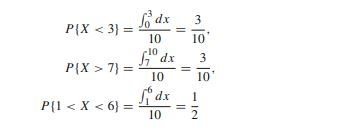 P{X < 3} = ∫₀³ dx / 10 = 3/10,
P{X > 7} = ∫₇¹⁰ dx / 10 = 3/10,
P{1 < X < 6} = ∫₁⁶ dx / 10 = 1/2